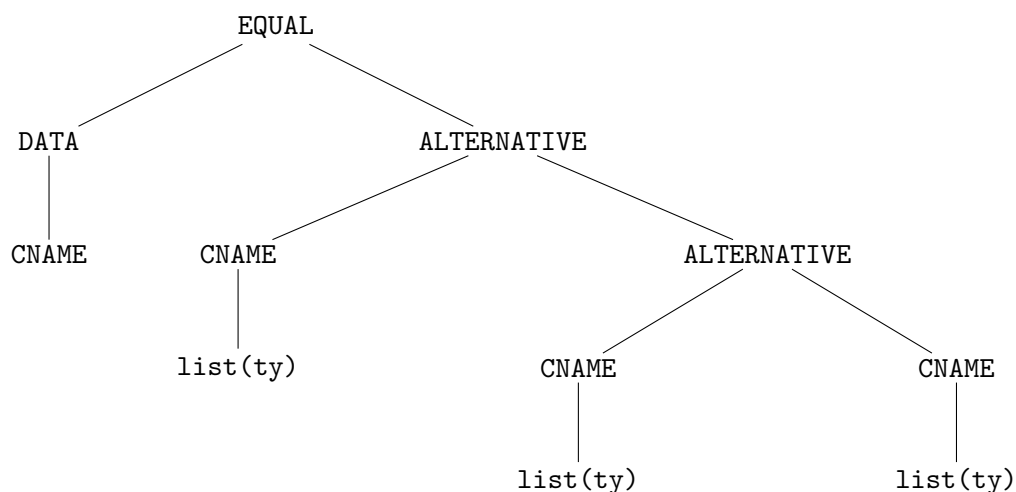 EQUAL
DATA ALTERNATIVE
CNAME CNAME ALTERNATIVE
list(ty) CNAME CNAME
list(ty) list(ty)